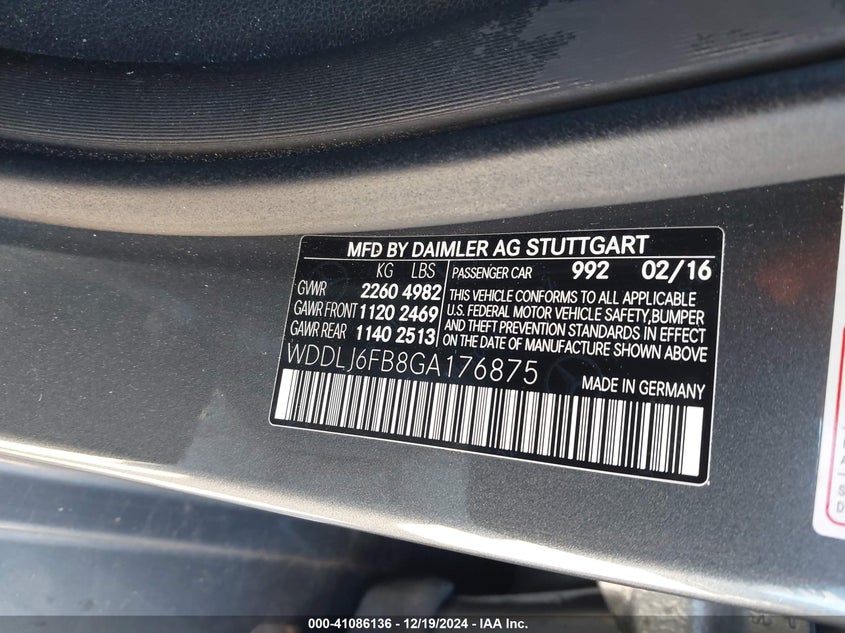 MFD BY DAIMLER AG STUTTGART
KG LBS PASSENGER CAR 992 02/16
GVWR 2260 4982
GAWR FRONT 1120 2469
GAWR REAR 1140 2513
THIS VEHICLE CONFORMS TO ALL APPLICABLE
U.S. FEDERAL MOTOR VEHICLE SAFETY, BUMPER
AND THEFT PREVENTION STANDARDS IN EFFECT
ON THE DATE OF MANUFACTURE SHOWN ABOVE.
WDDLJ6FB8GA176875
MADE IN GERMANY
000-41086136 - 12/19/2024 - IAA Inc.